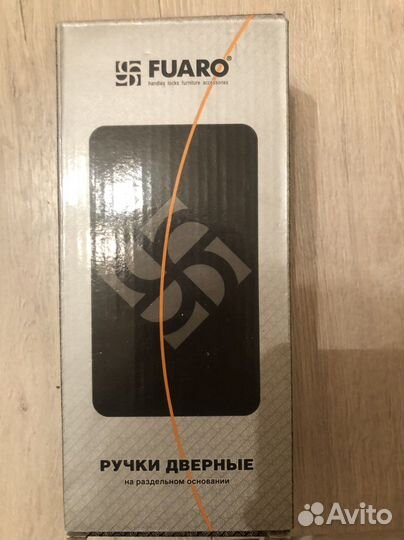 FUARO®
handles locks furniture accessories
РУЧКИ ДВЕРНЫЕ
на раздельном основании
Avito